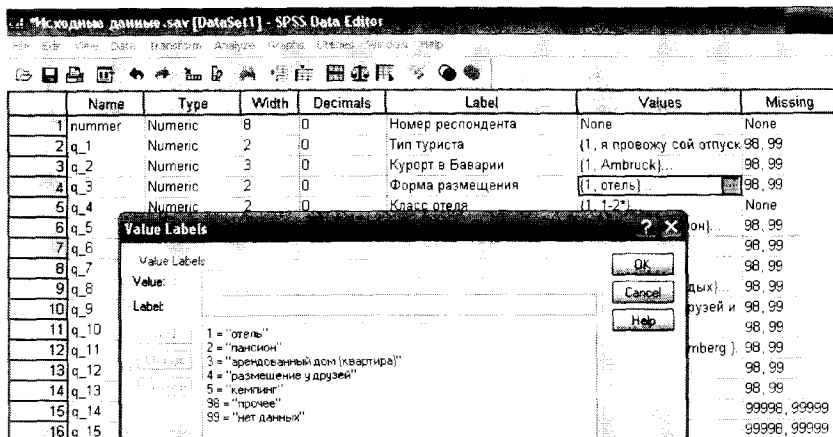 *Исходные данные.sav [DataSet1] - SPSS Data Editor
File Edit View Data Transform Analyze Graphs Utilities Window Help
Name Type Width Decimals Label Values Missing
1 nummer Numeric 8 0 Номер респондента None None
2 q_1 Numeric 2 0 Тип туриста {1, я провожу сой отпуск 98, 99
3 q_2 Numeric 3 0 Курорт в Баварии {1, Ambruck}... 98, 99
4 q_3 Numeric 2 0 Форма размещения {1, отель}... 98, 99
5 q_4 Numeric 2 0 Класс отеля {1, 1-2*} None
6 q_5 он}... 98, 99
7 q_6 98, 99
8 q_7 98, 99
9 q_8 дых}... 98, 99
10 q_9 рузей и 98, 99
11 q_10 98, 99
12 q_11 mberg }. 98, 99
13 q_12 98, 99
14 q_13 98, 99
15 q_14 99998, 99999
16 q_15 99998, 99999
Value Labels
Value Labels
Value:
Label:
OK
Cancel
Help
1 = "отель"
2 = "пансион"
3 = "арендованный дом (квартира)"
4 = "размещение у друзей"
5 = "кемпинг"
98 = "прочее"
99 = "нет данных"